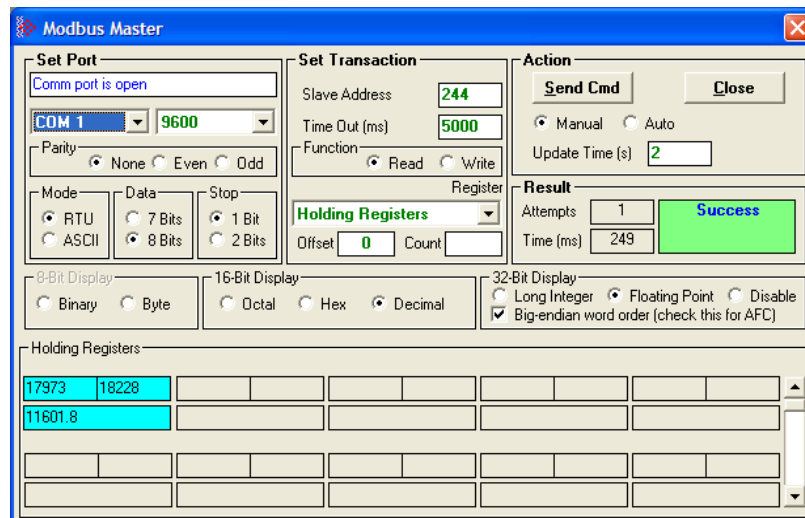 Modbus Master
Set Port
Comm port is open
COM 1 9600
Parity
None Even Odd
Mode Data Stop
RTU 7 Bits 1 Bit
ASCII 8 Bits 2 Bits
Set Transaction
Slave Address 244
Time Out (ms) 5000
Function
Read Write
Register
Holding Registers
Offset 0 Count
Action
Send Cmd Close
Manual Auto
Update Time (s) 2
Result
Attempts 1 Success
Time (ms) 249
8-Bit Display
Binary Byte
16-Bit Display
Octal Hex Decimal
32-Bit Display
Long Integer Floating Point Disable
Big-endian word order (check this for AFC)
Holding Registers
17973 18228
11601.8